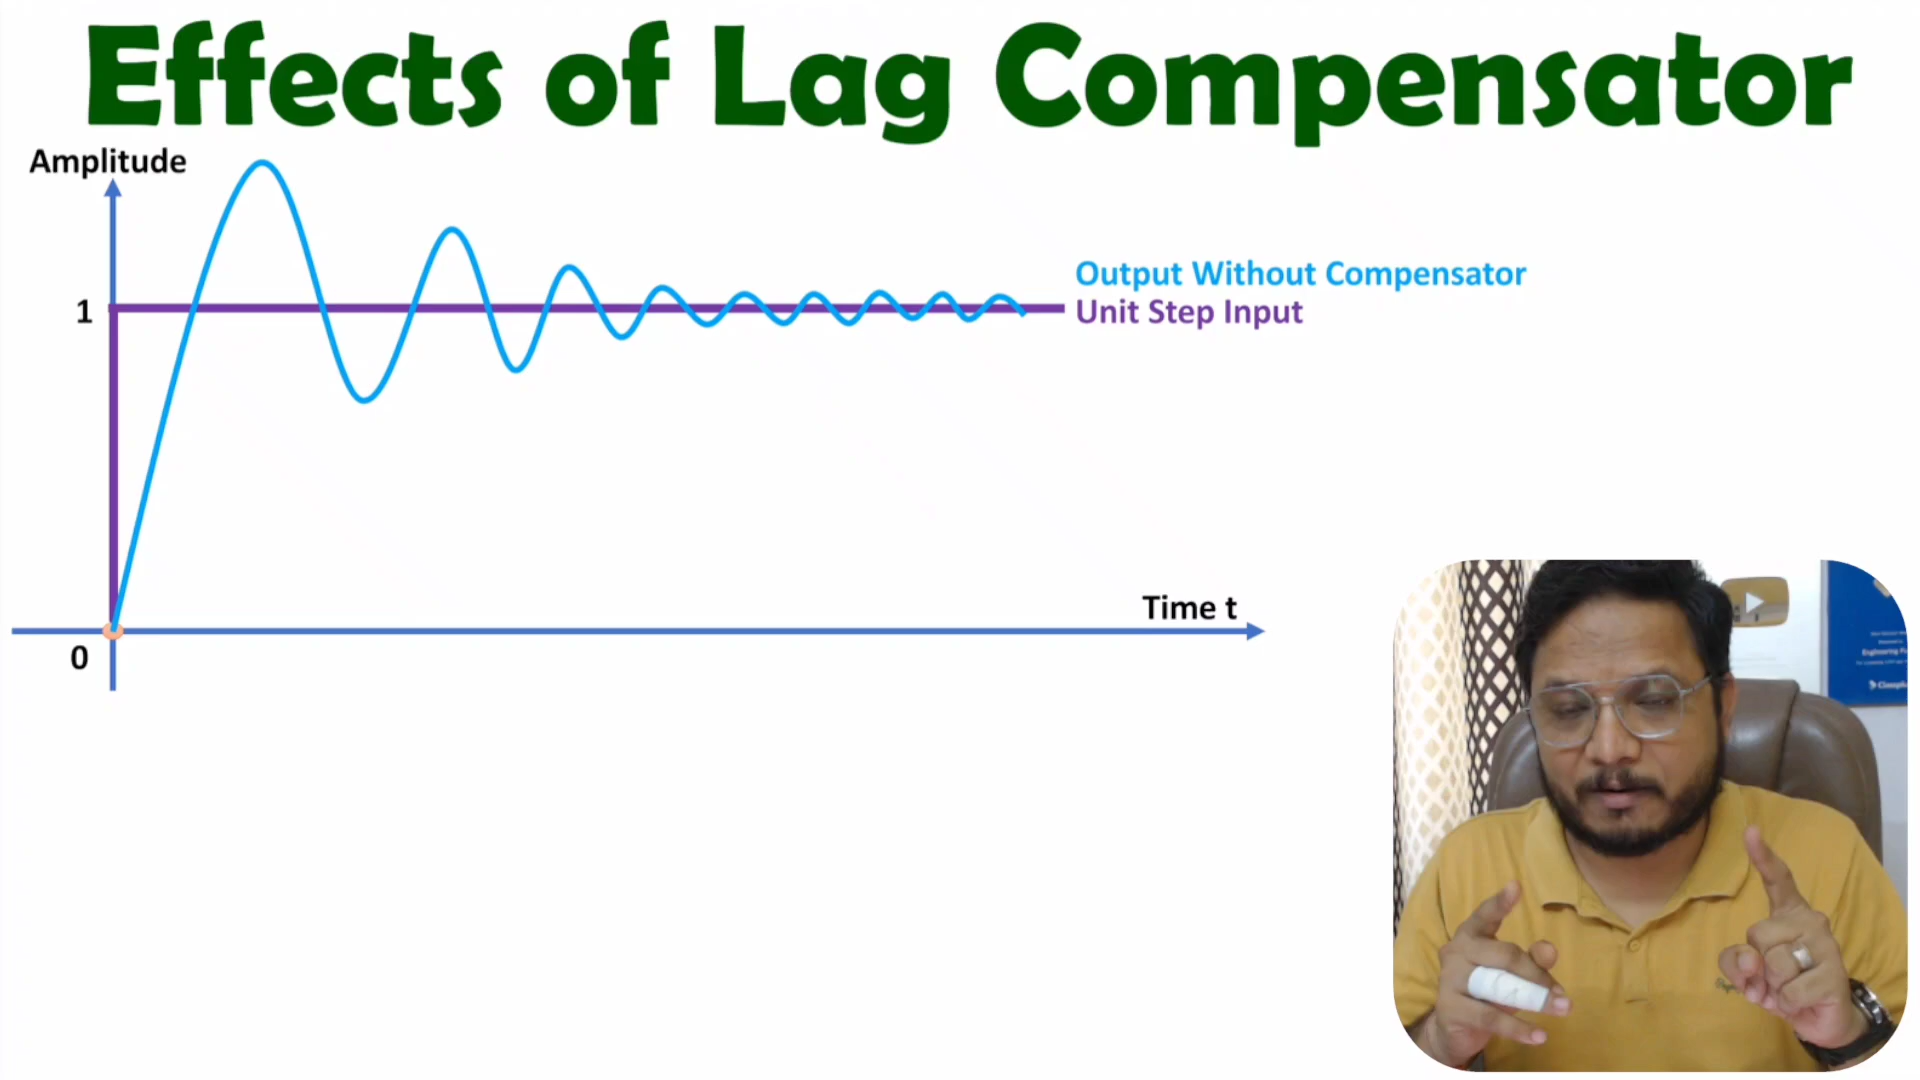 Effects of Lag Compensator
Amplitude
Output Without Compensator
1
Unit Step Input
Time t
0